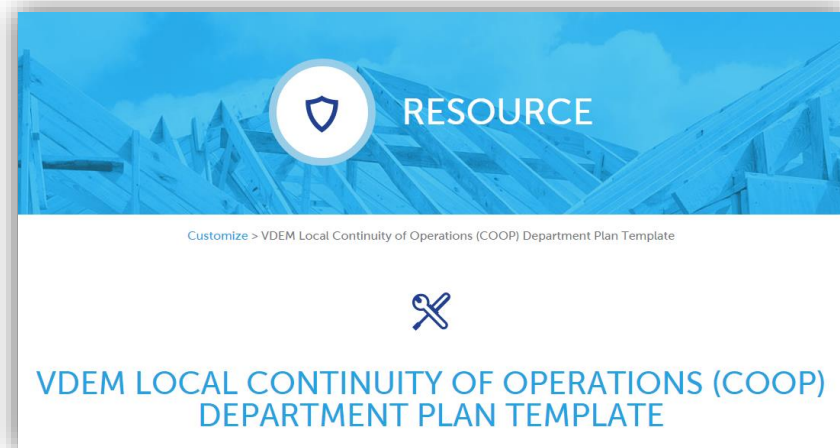 RESOURCE
Customize > VDEM Local Continuity of Operations (COOP) Department Plan Template
VDEM LOCAL CONTINUITY OF OPERATIONS (COOP)
DEPARTMENT PLAN TEMPLATE